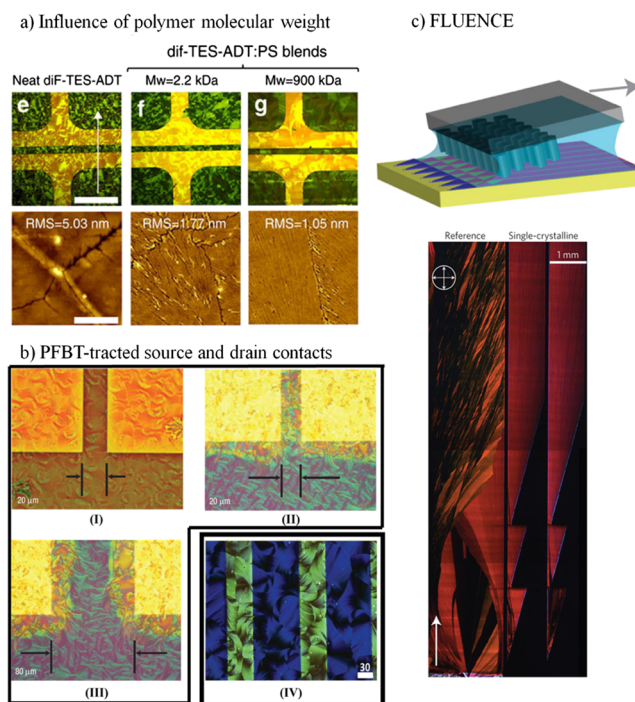 a) Influence of polymer molecular weight
dif-TES-ADT:PS blends
Neat diF-TES-ADT Mw=2.2 kDa Mw=900 kDa
e f g
RMS=5.03 nm RMS=1.77 nm RMS=1.05 nm
b) PFBT-tracted source and drain contacts
20 µm 20 µm
(I) (II)
80 µm 30
(III) (IV)
c) FLUENCE
Reference Single-crystalline
1 mm